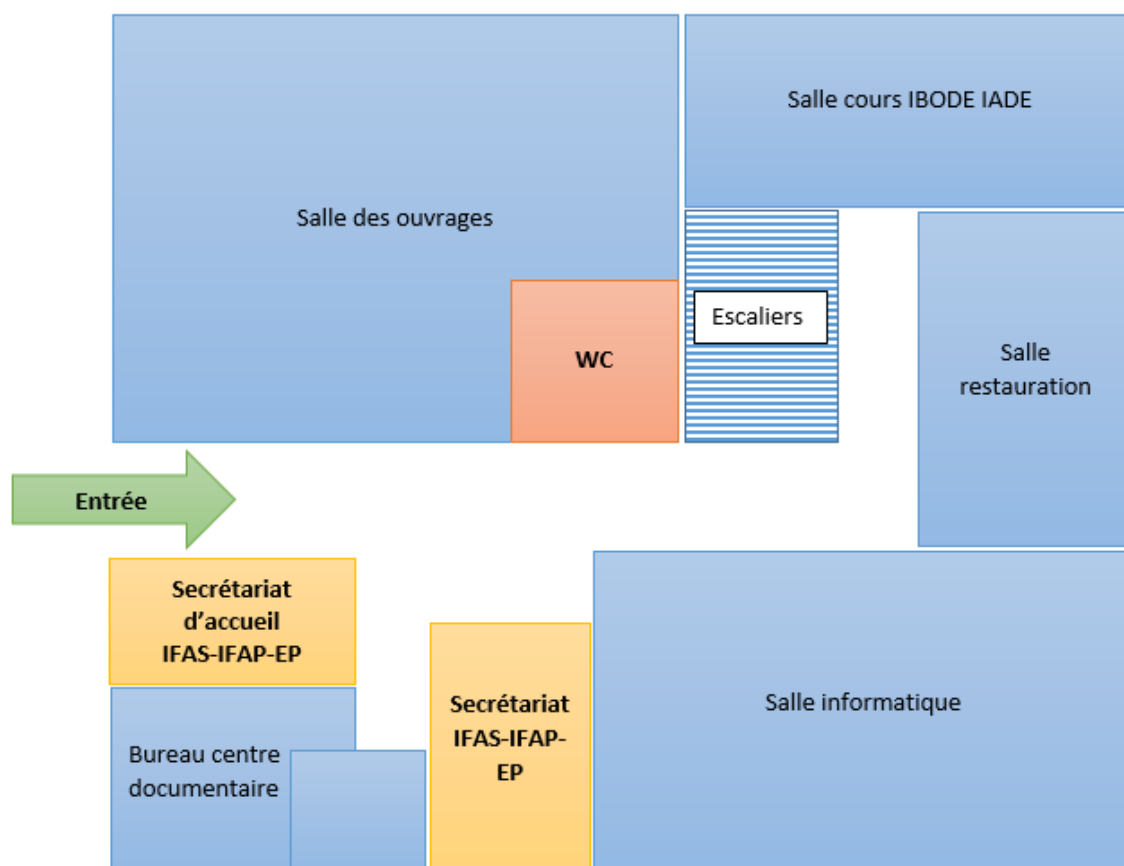 Salle cours IBODE IADE
Salle des ouvrages
Escaliers
WC
Salle
restauration
Entrée
Secrétariat
d’accueil
IFAS-IFAP-EP
Secrétariat
IFAS-IFAP-
EP
Salle informatique
Bureau centre
documentaire